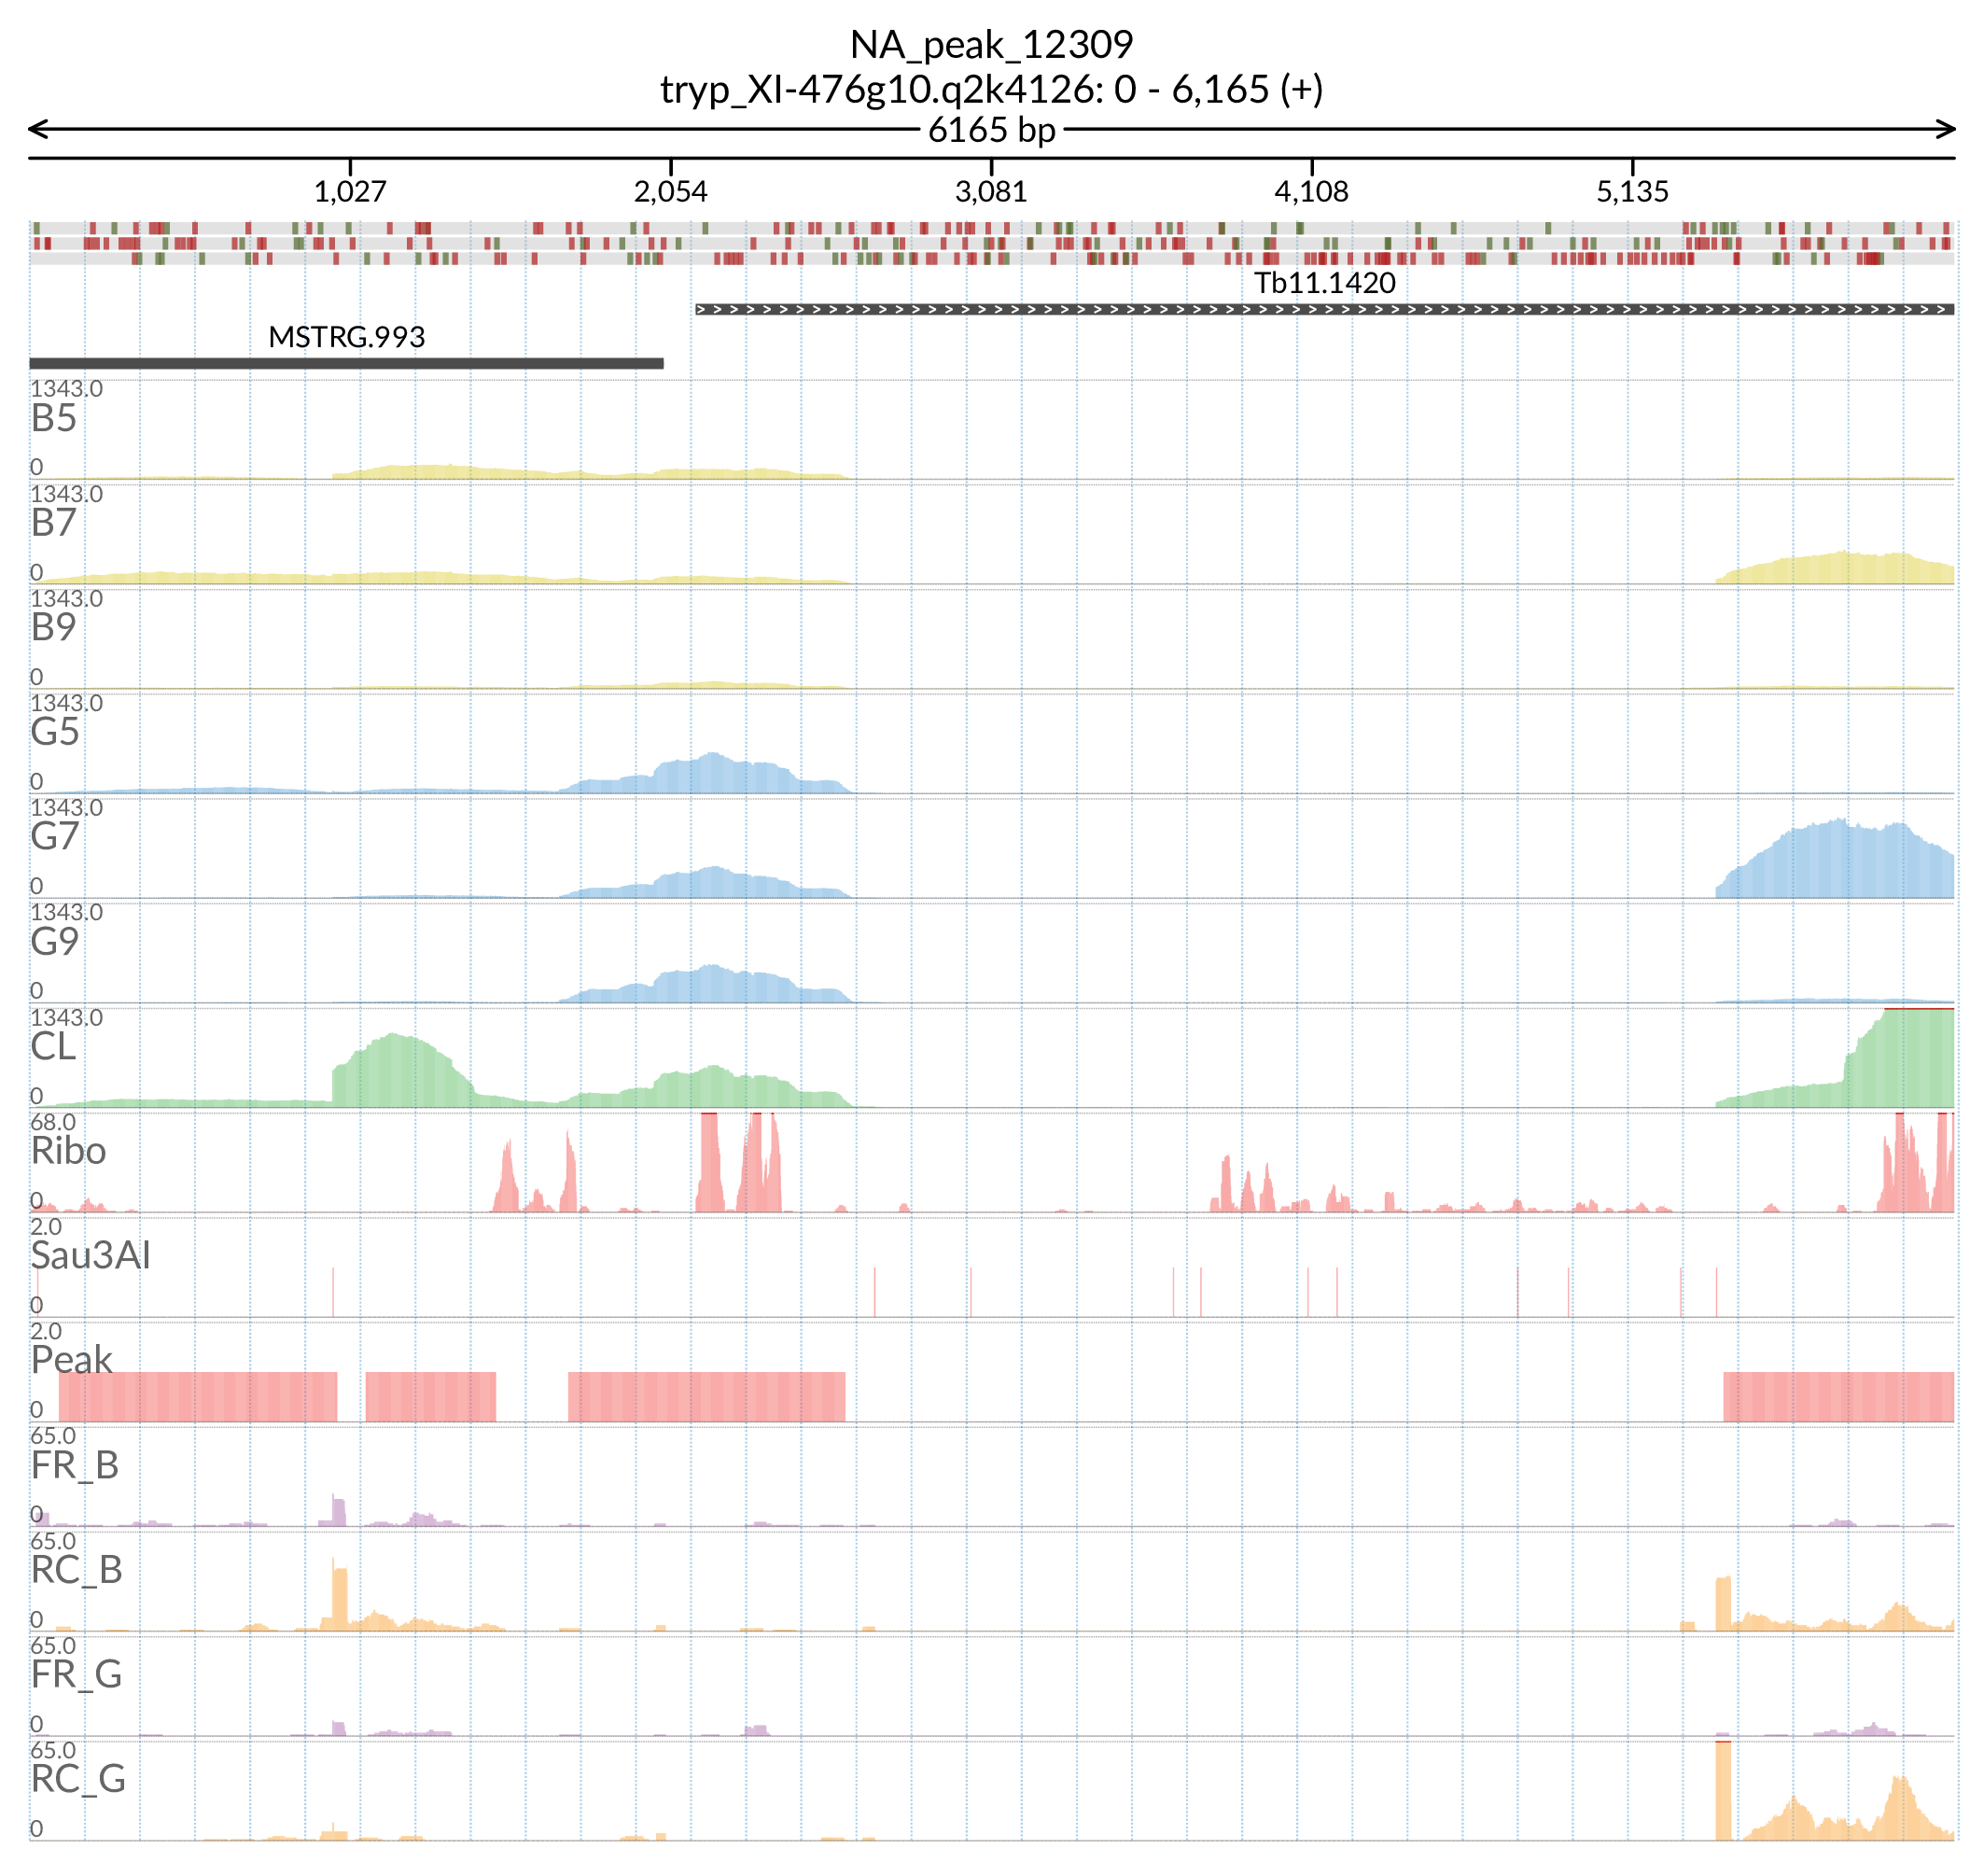 NA_peak_12309
tryp_XI-476g10.q2k4126: 0 - 6,165 (+)
6165 bp
1,027 2,054 3,081 4,108 5,135
Tb11.1420
MSTRG.993
1343.0
B5
0
1343.0
B7
0
1343.0
B9
0
1343.0
G5
0
1343.0
G7
0
1343.0
G9
0
1343.0
CL
0
68.0
Ribo
0
2.0
Sau3AI
0
2.0
Peak
0
65.0
FR_B
0
65.0
RC_B
0
65.0
FR_G
0
65.0
RC_G
0